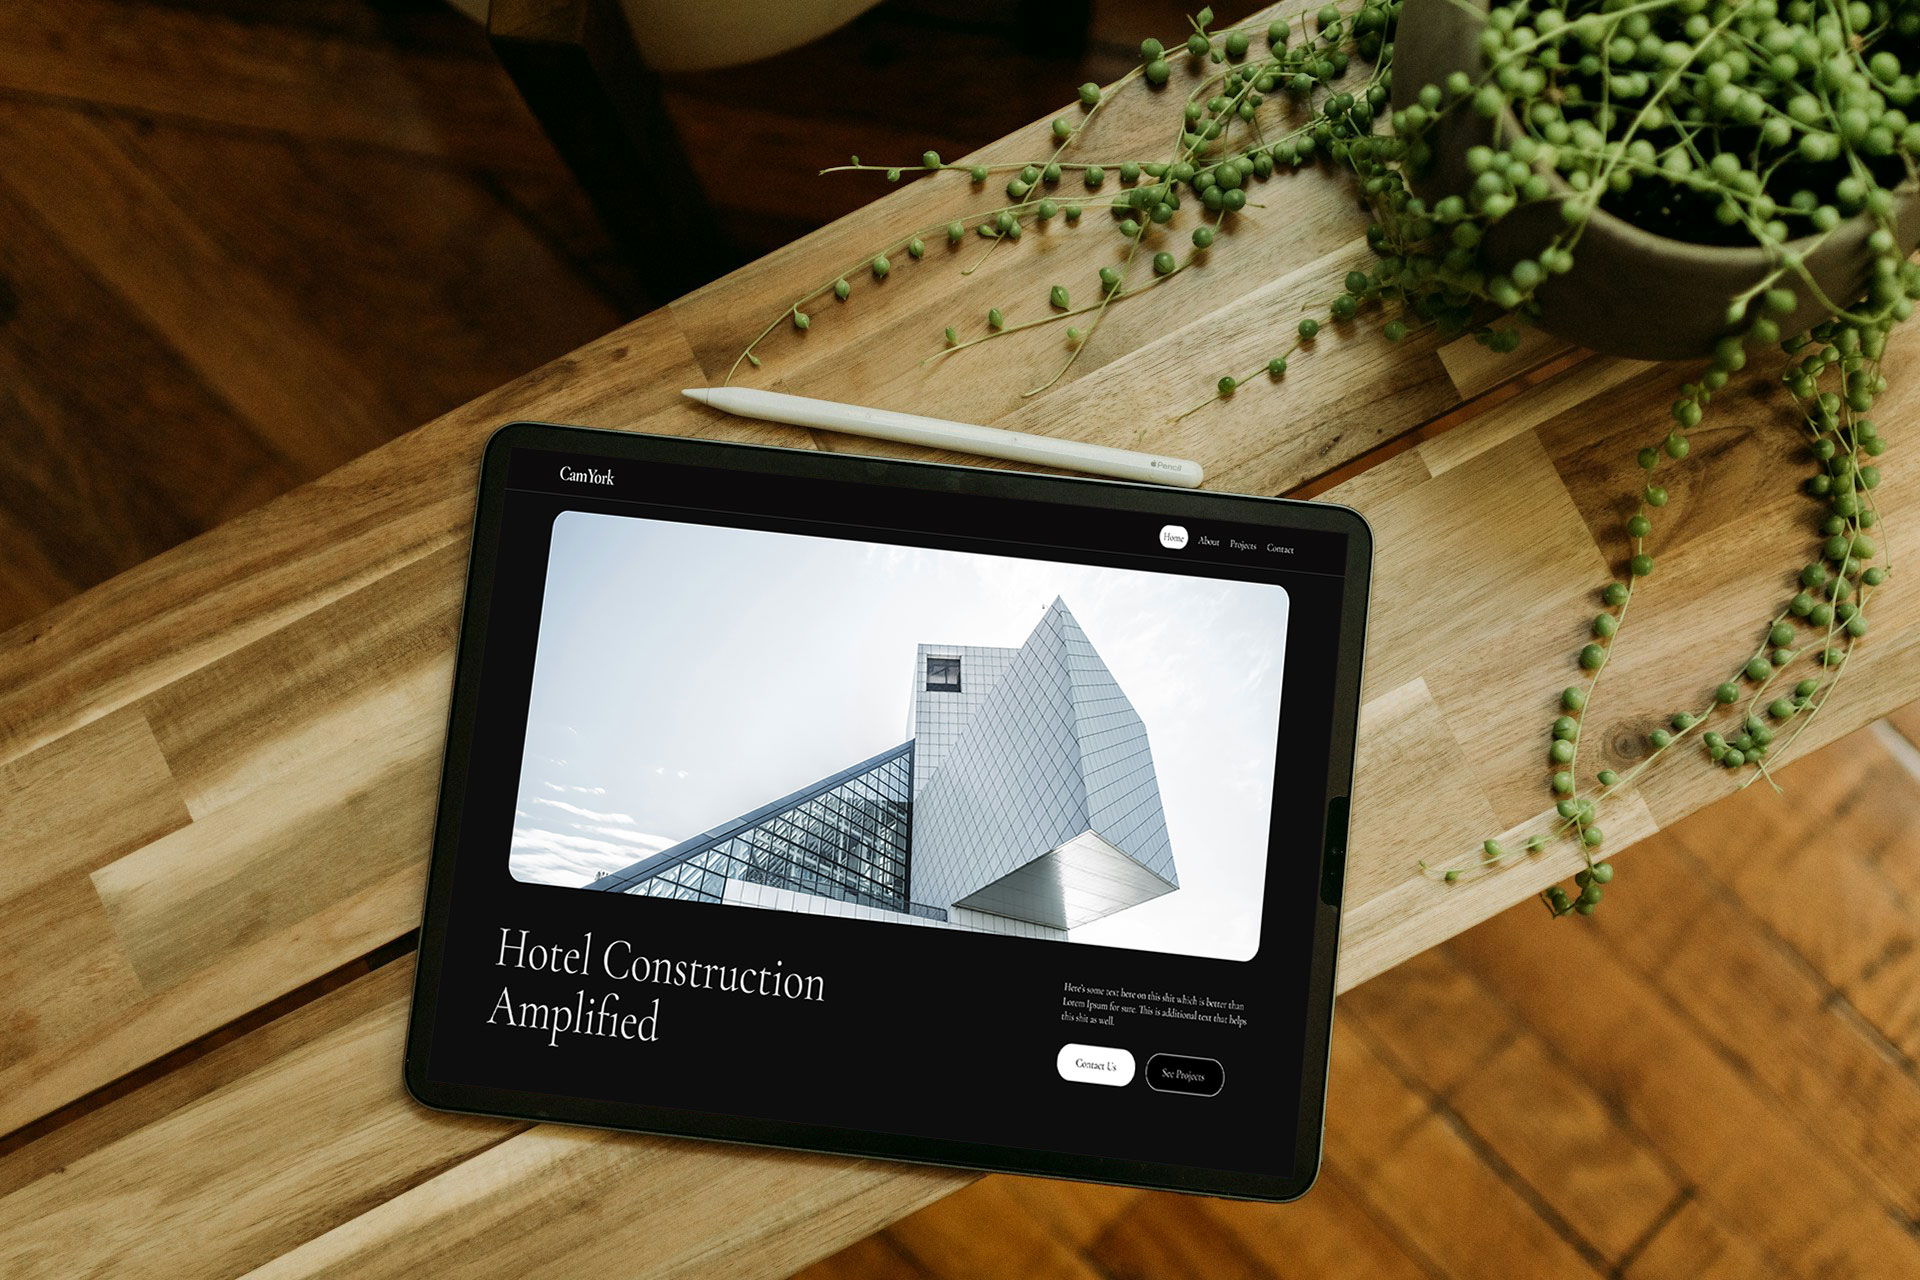 Pencil
CamYork
Home
About
Projects
Contact
Hotel Construction
Amplified
Here's some text here on this shit which is better than
Lorem Ipsum for sure. This is additional text that helps
this shit as well.
Contact Us
See Projects